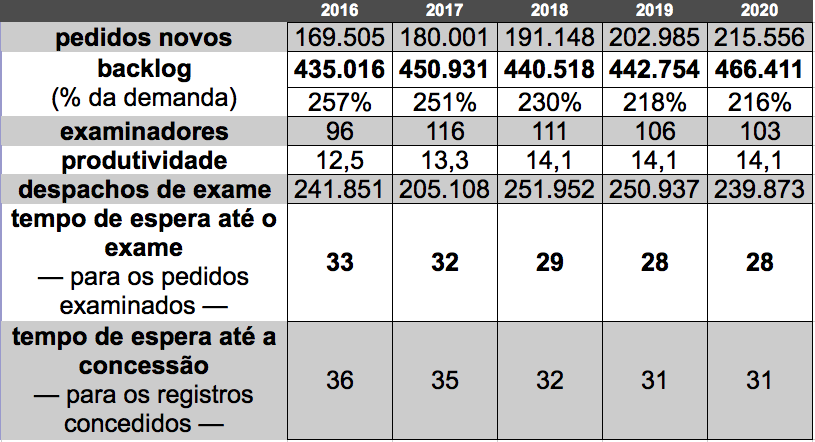 2016 2017 2018 2019 2020
pedidos novos 169.505 180.001 191.148 202.985 215.556
backlog 435.016 450.931 440.518 442.754 466.411
(% da demanda) 257% 251% 230% 218% 216%
examinadores 96 116 111 106 103
produtividade 12,5 13,3 14,1 14,1 14,1
despachos de exame 241.851 205.108 251.952 250.937 239.873
tempo de espera até o
exame
— para os pedidos
examinados —
33 32 29 28 28
tempo de espera até a
concessão
— para os registros
concedidos —
36 35 32 31 31